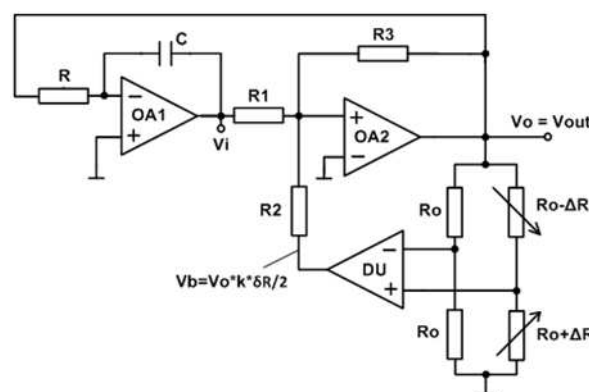 C
R
R3
OA1
R1
Vi
OA2
Vo = Vout
R2
Ro
Ro-ΔR
DU
Vb=Vo*k*δR/2
Ro
Ro+ΔR